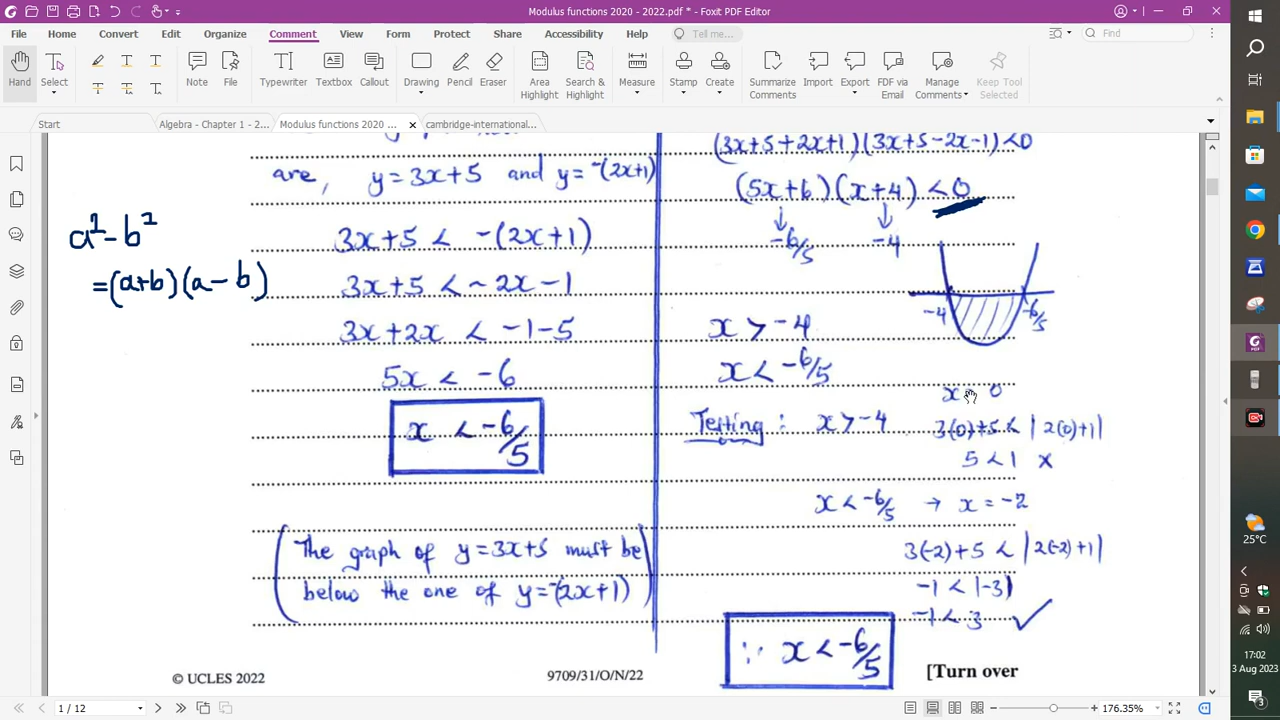 Modulus functions 2020 - 2022.pdf * - Foxit PDF Editor
File Home Convert Edit Organize Comment View Form Protect Share Accessibility Help Tell me... Find
Hand Select Note File Typewriter Textbox Callout Drawing Pencil Eraser Area Highlight Search & Highlight Measure Stamp Create Summarize Comments Import Export FDF via Email Manage Comments Keep Tool Selected
Start Algebra - Chapter 1 - 2... Modulus functions 2020 ... cambridge-international...
are, y=3x+5 and y=-(2x+1)
3x+5 < -(2x+1)
3x+5 < -2x-1
3x+2x < -1-5
5x < -6
x < -6/5
(The graph of y=3x+5 must be
below the one of y=-(2x+1))
a²-b²
=(a+b)(a-b)
(3x+5+2x+1)(3x+5-2x-1)<0
(5x+6)(x+4)<0
-6/5 -4
-4 -6/5
x > -4
x < -6/5
x= 0
Testing: x>-4 3(0)+5 < |2(0)+1|
5 < 1 x
x < -6/5 → x = -2
3(-2)+5 < |2(-2)+1|
-1 < |-3|
-1 < 3 ✓
∵ x < -6/5
© UCLES 2022 9709/31/O/N/22 [Turn over
1 / 12 176.35%
25°C
17:02
3 Aug 2023
3